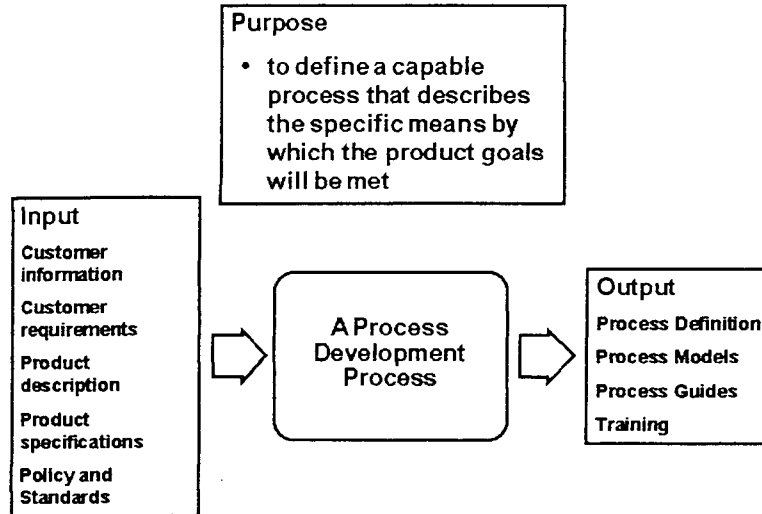 Purpose
• to define a capable
process that describes
the specific means by
which the product goals
will be met
Input
Customer
information
Customer
requirements
Product
description
Product
specifications
Policy and
Standards
A Process
Development
Process
Output
Process Definition
Process Models
Process Guides
Training